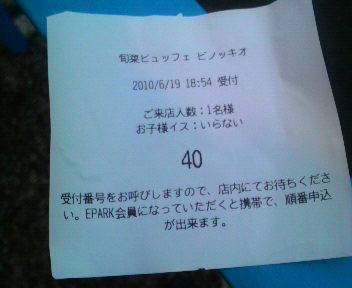 旬菜ビュッフェ ピノッキオ
2010/6/19 18:54 受付
ご来店人数：1名様
お子様イス：いらない
40
受付番号をお呼びしますので、店内にてお待ちくださ
い。EPARK会員になっていただくと携帯で、順番申込
が出来ます。